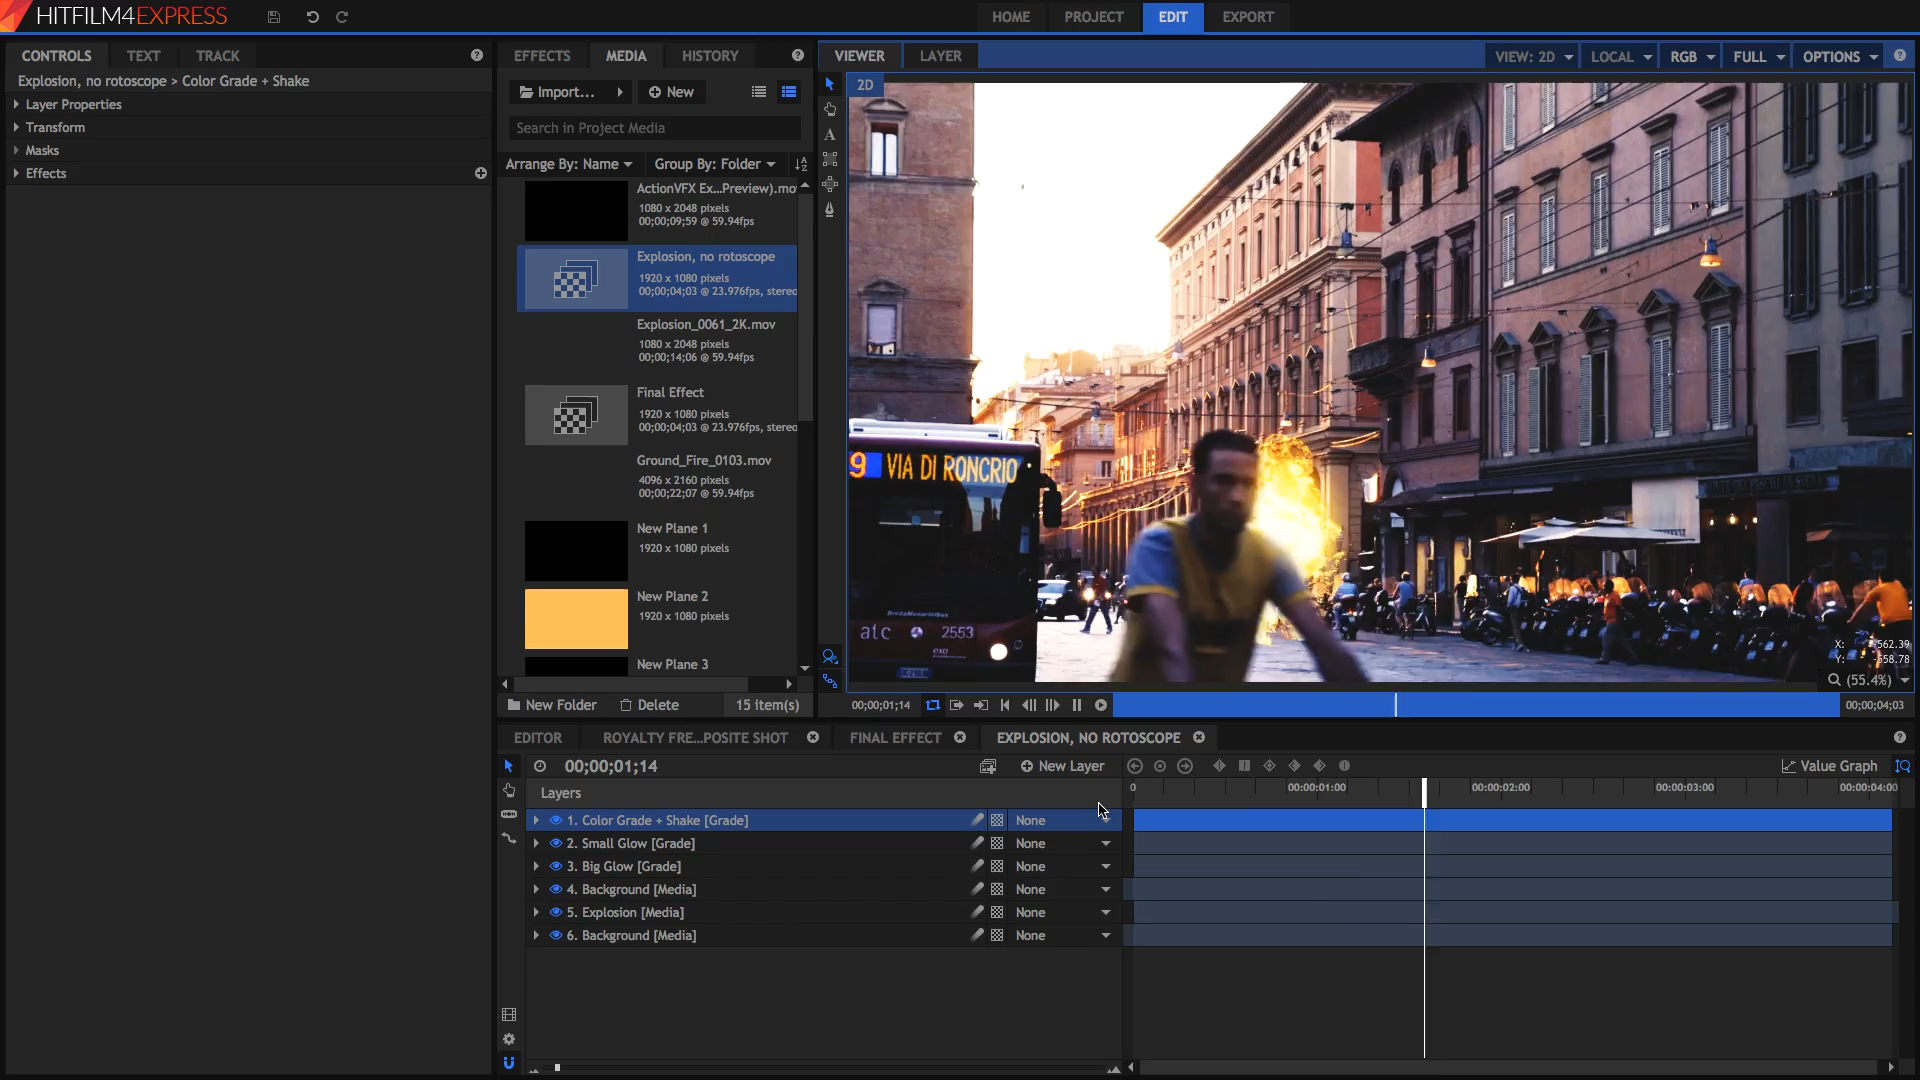 HITFILM4EXPRESS
HOME
PROJECT
EDIT
EXPORT
CONTROLS
TEXT
TRACK
Explosion, no rotoscope > Color Grade + Shake
Layer Properties
Transform
Masks
Effects
EFFECTS
MEDIA
HISTORY
Import...
New
Search in Project Media
Arrange By: Name
Group By: Folder
ActionVFX Ex...Preview).mo
1080 x 2048 pixels
00;00;09;59 @ 59.94fps
Explosion, no rotoscope
1920 x 1080 pixels
00;00;04;03 @ 23.976fps, stereo
Explosion_0061_2K.mov
1080 x 2048 pixels
00;00;14;06 @ 59.94fps
Final Effect
1920 x 1080 pixels
00;00;04;03 @ 23.976fps, stereo
Ground_Fire_0103.mov
4096 x 2160 pixels
00;00;22;07 @ 59.94fps
New Plane 1
1920 x 1080 pixels
New Plane 2
1920 x 1080 pixels
New Plane 3
New Folder
Delete
15 item(s)
VIEWER
LAYER
VIEW: 2D
LOCAL
RGB
FULL
OPTIONS
2D
9 VIA DI RONCRIO
atc 2553
exo
X: -562.39
Y: -558.78
(55.4%)
00;00;01;14
00;00;04;03
EDITOR
ROYALTY FRE...POSITE SHOT
FINAL EFFECT
EXPLOSION, NO ROTOSCOPE
00;00;01;14
New Layer
Value Graph
Layers
0
00:00:01:00
00:00:02:00
00:00:03:00
00:00:04:00
1. Color Grade + Shake [Grade] None
2. Small Glow [Grade] None
3. Big Glow [Grade] None
4. Background [Media] None
5. Explosion [Media] None
6. Background [Media] None